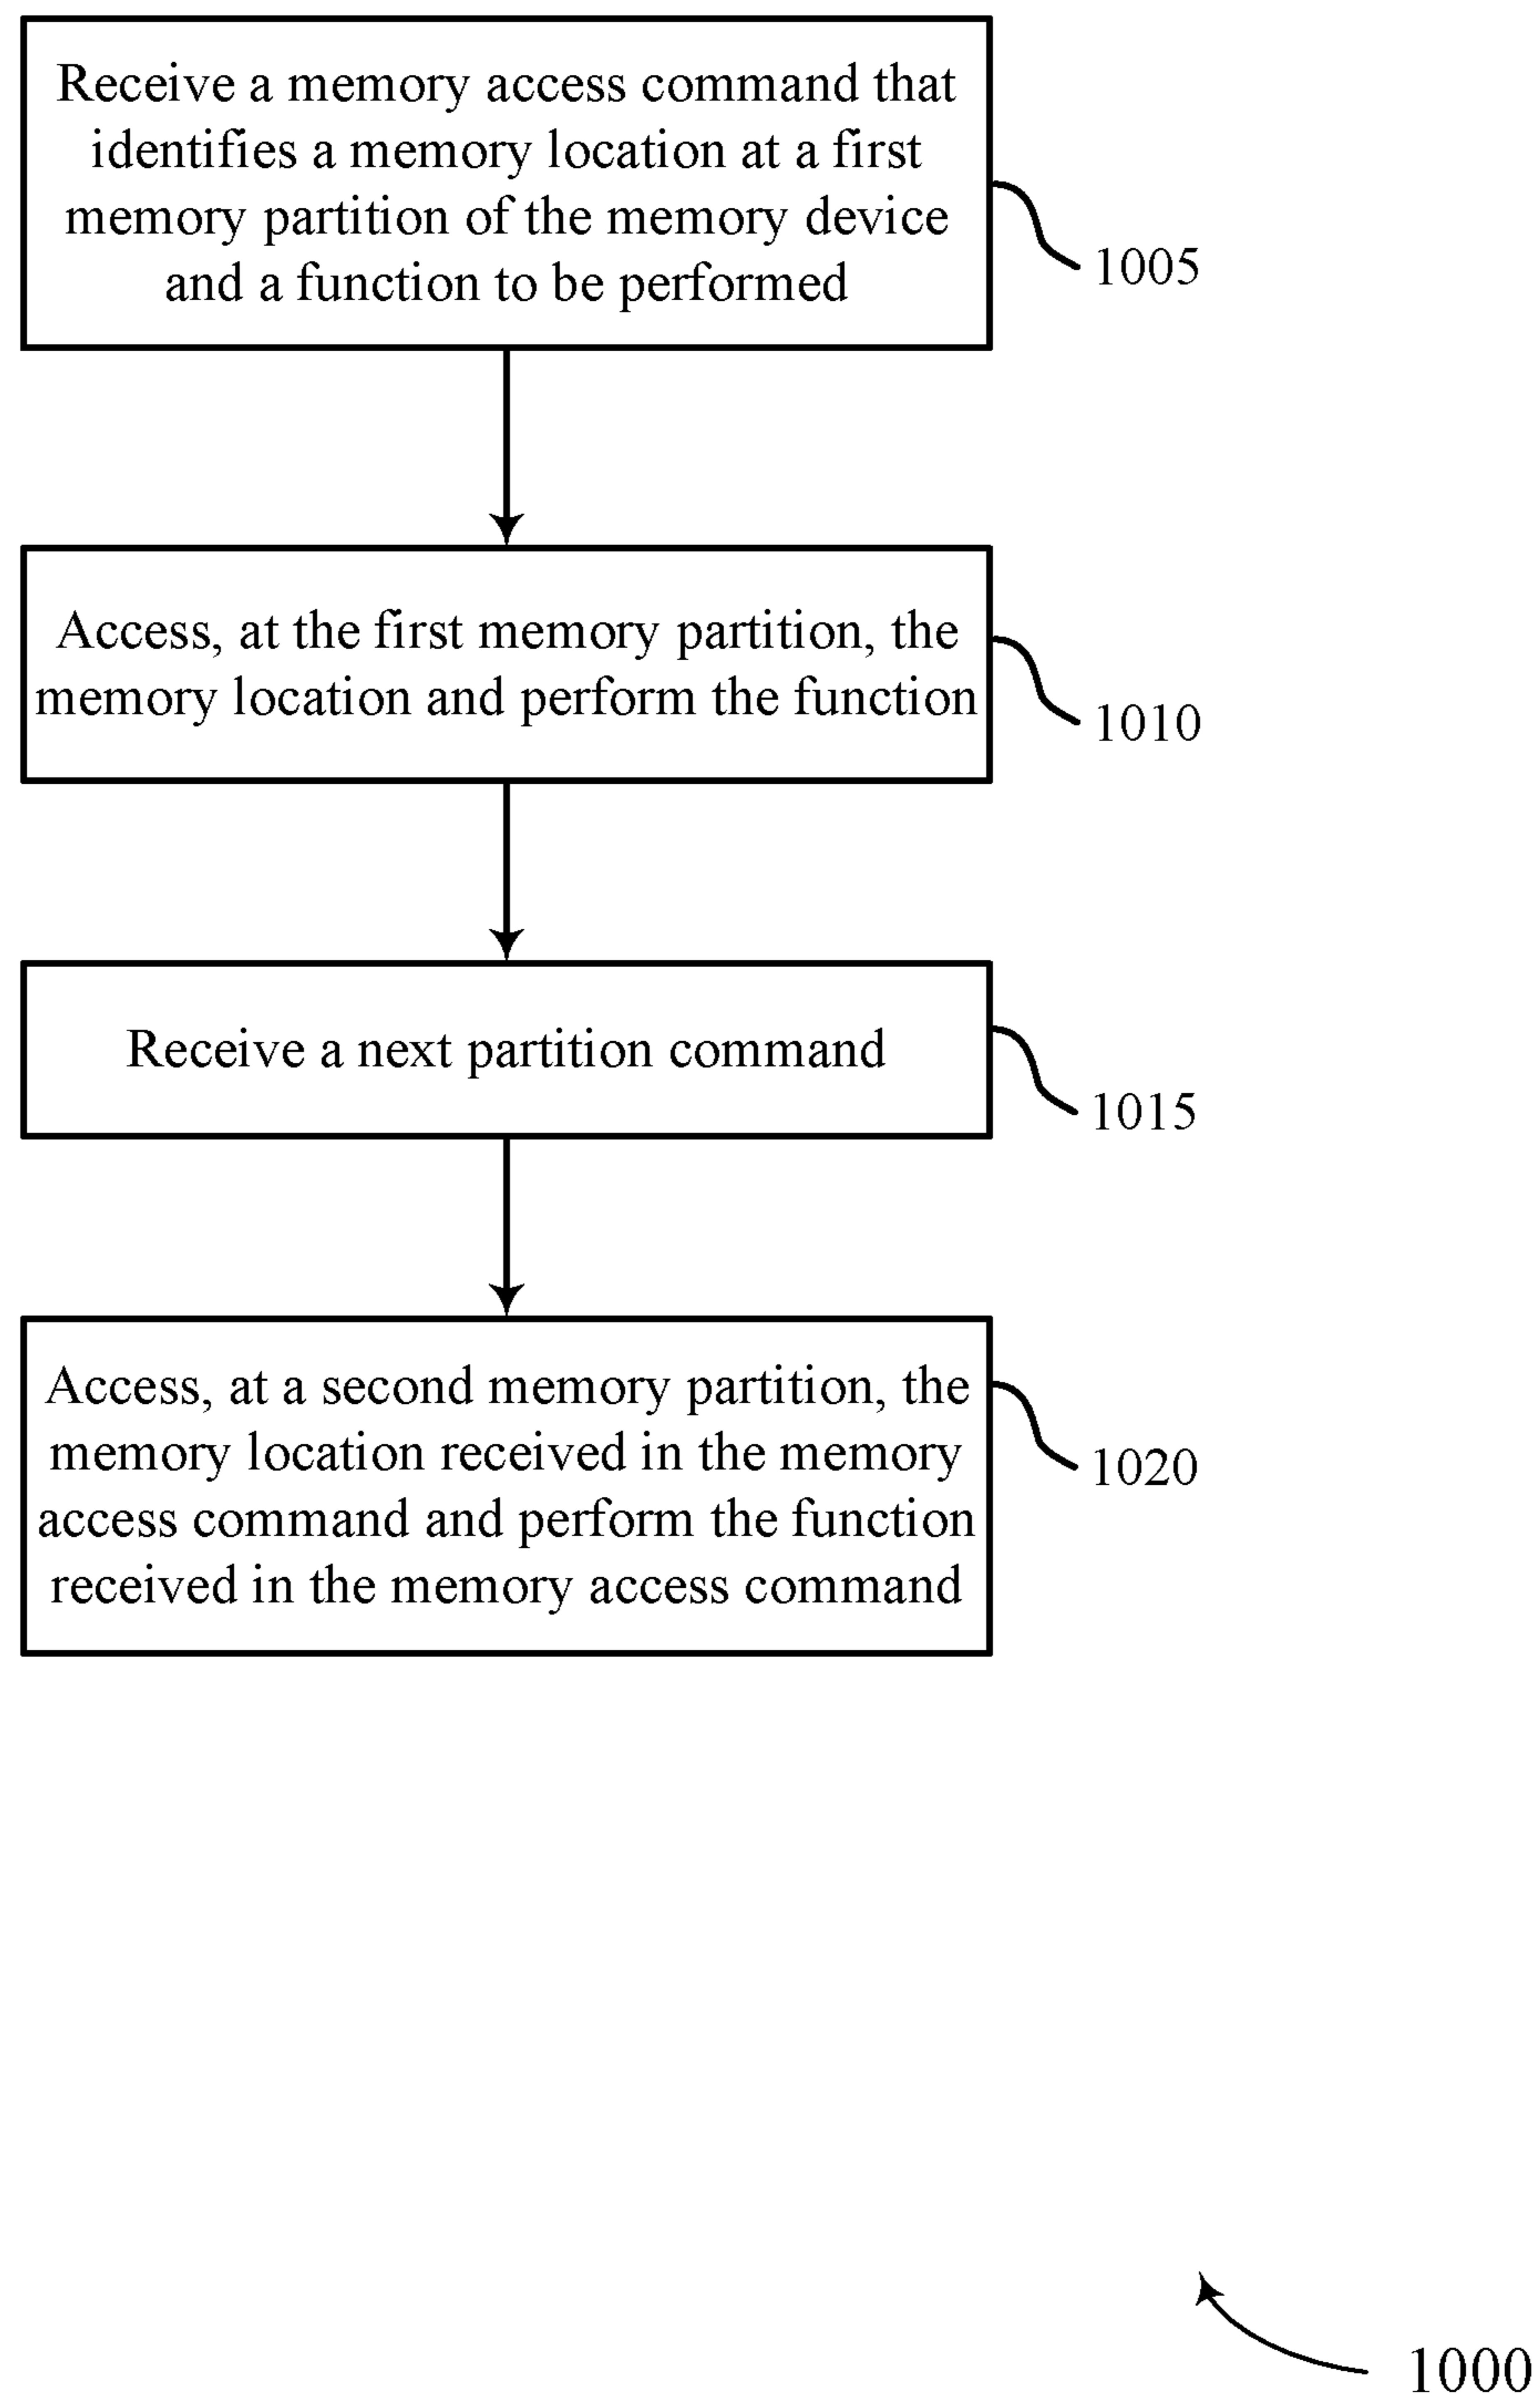 Receive a memory access command that
identifies a memory location at a first
memory partition of the memory device
and a function to be performed
1005
Access, at the first memory partition, the
memory location and perform the function
1010
Receive a next partition command
1015
Access, at a second memory partition, the
memory location received in the memory
access command and perform the function
received in the memory access command
1020
1000